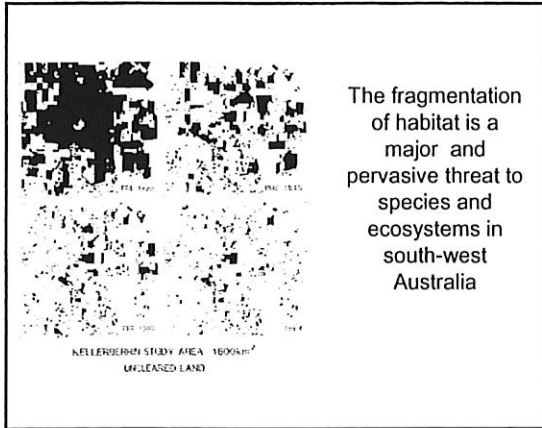 The fragmentation
of habitat is a
major and
pervasive threat to
species and
ecosystems in
south-west
Australia
KELLERBERRIN STUDY AREA 1600km²
UNCLEARED LAND